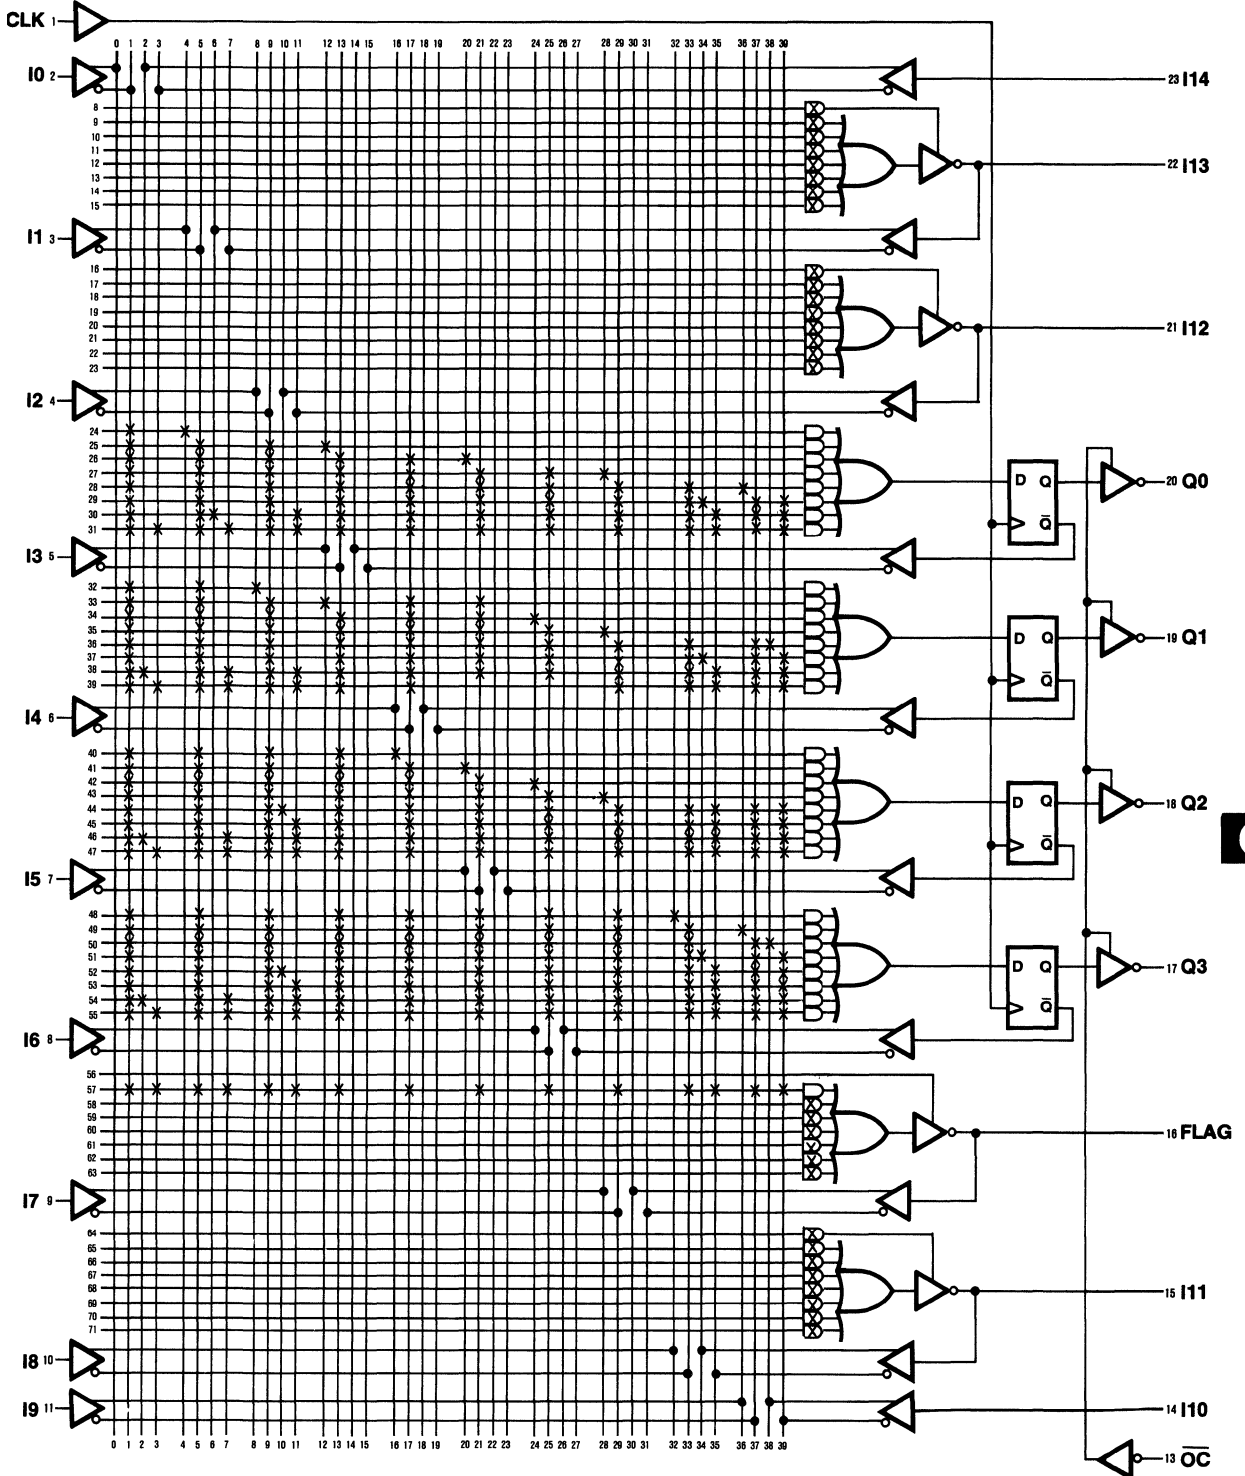 CLK 1
0 1 2 3 4 5 6 7 8 9 10 11 12 13 14 15 16 17 18 19 20 21 22 23 24 25 26 27 28 29 30 31 32 33 34 35 36 37 38 39
I0 2
23 I14
8
9
10
11
12
13
14
15
22 I13
I1 3
16
17
18
19
20
21
22
23
21 I12
I2 4
24
25
26
27
28
29
30
31
D Q
Q̅
20 Q0
I3 5
32
33
34
35
36
37
38
39
D Q
Q̅
19 Q1
I4 6
40
41
42
43
44
45
46
47
D Q
Q̅
18 Q2
I5 7
48
49
50
51
52
53
54
55
D Q
Q̅
17 Q3
I6 8
56
57
58
59
60
61
62
63
16 FLAG
I7 9
64
65
66
67
68
69
70
71
15 I11
I8 10
I9 11
14 I10
0 1 2 3 4 5 6 7 8 9 10 11 12 13 14 15 16 17 18 19 20 21 22 23 24 25 26 27 28 29 30 31 32 33 34 35 36 37 38 39
13 O̅C̅